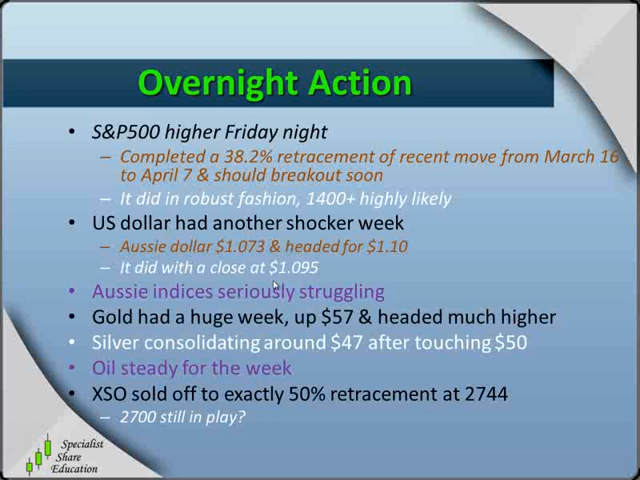 Overnight Action
• S&P500 higher Friday night
– Completed a 38.2% retracement of recent move from March 16
to April 7 & should breakout soon
– It did in robust fashion, 1400+ highly likely
• US dollar had another shocker week
– Aussie dollar $1.073 & headed for $1.10
– It did with a close at $1.095
• Aussie indices seriously struggling
• Gold had a huge week, up $57 & headed much higher
• Silver consolidating around $47 after touching $50
• Oil steady for the week
• XSO sold off to exactly 50% retracement at 2744
– 2700 still in play?
Specialist
Share
Education